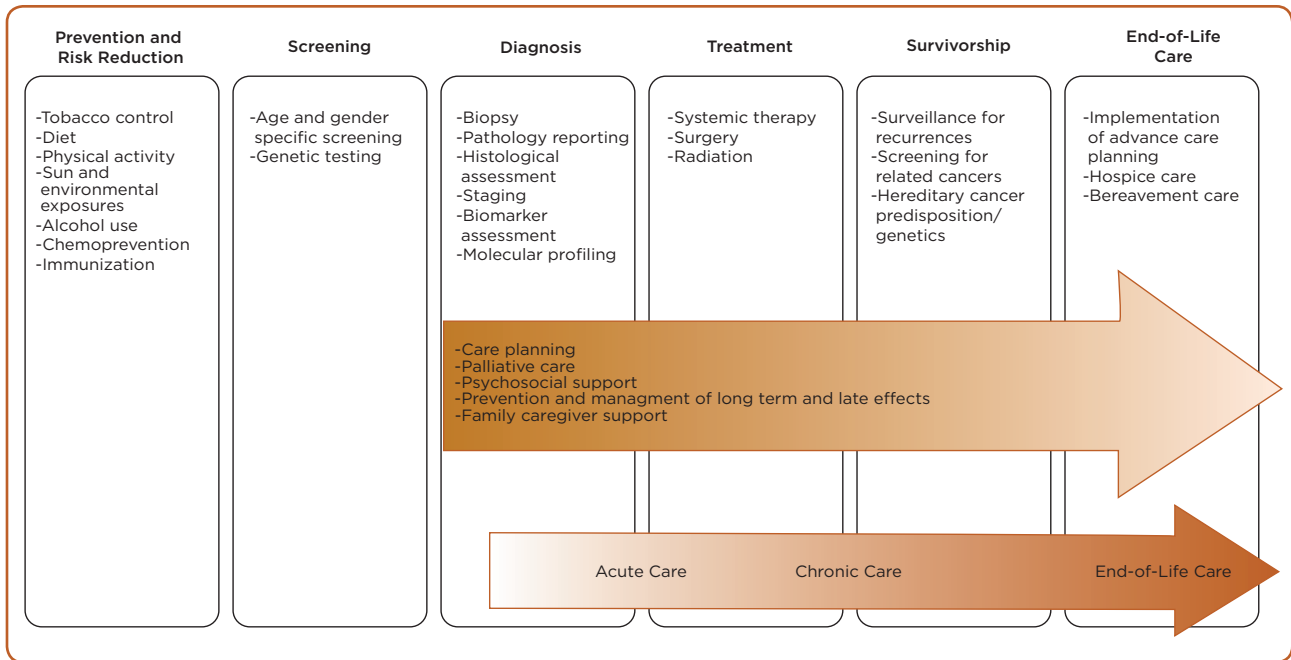 Prevention and
Risk Reduction
Screening
Diagnosis
Treatment
Survivorship
End-of-Life
Care
-Tobacco control
-Diet
-Physical activity
-Sun and
environmental
exposures
-Alcohol use
-Chemoprevention
-Immunization
-Age and gender
specific screening
-Genetic testing
-Biopsy
-Pathology reporting
-Histological
assessment
-Staging
-Biomarker
assessment
-Molecular profiling
-Systemic therapy
-Surgery
-Radiation
-Surveillance for
recurrences
-Screening for
related cancers
-Hereditary cancer
predisposition/
genetics
-Implementation
of advance care
planning
-Hospice care
-Bereavement care
-Care planning
-Palliative care
-Psychosocial support
-Prevention and managment of long term and late effects
-Family caregiver support
Acute Care
Chronic Care
End-of-Life Care